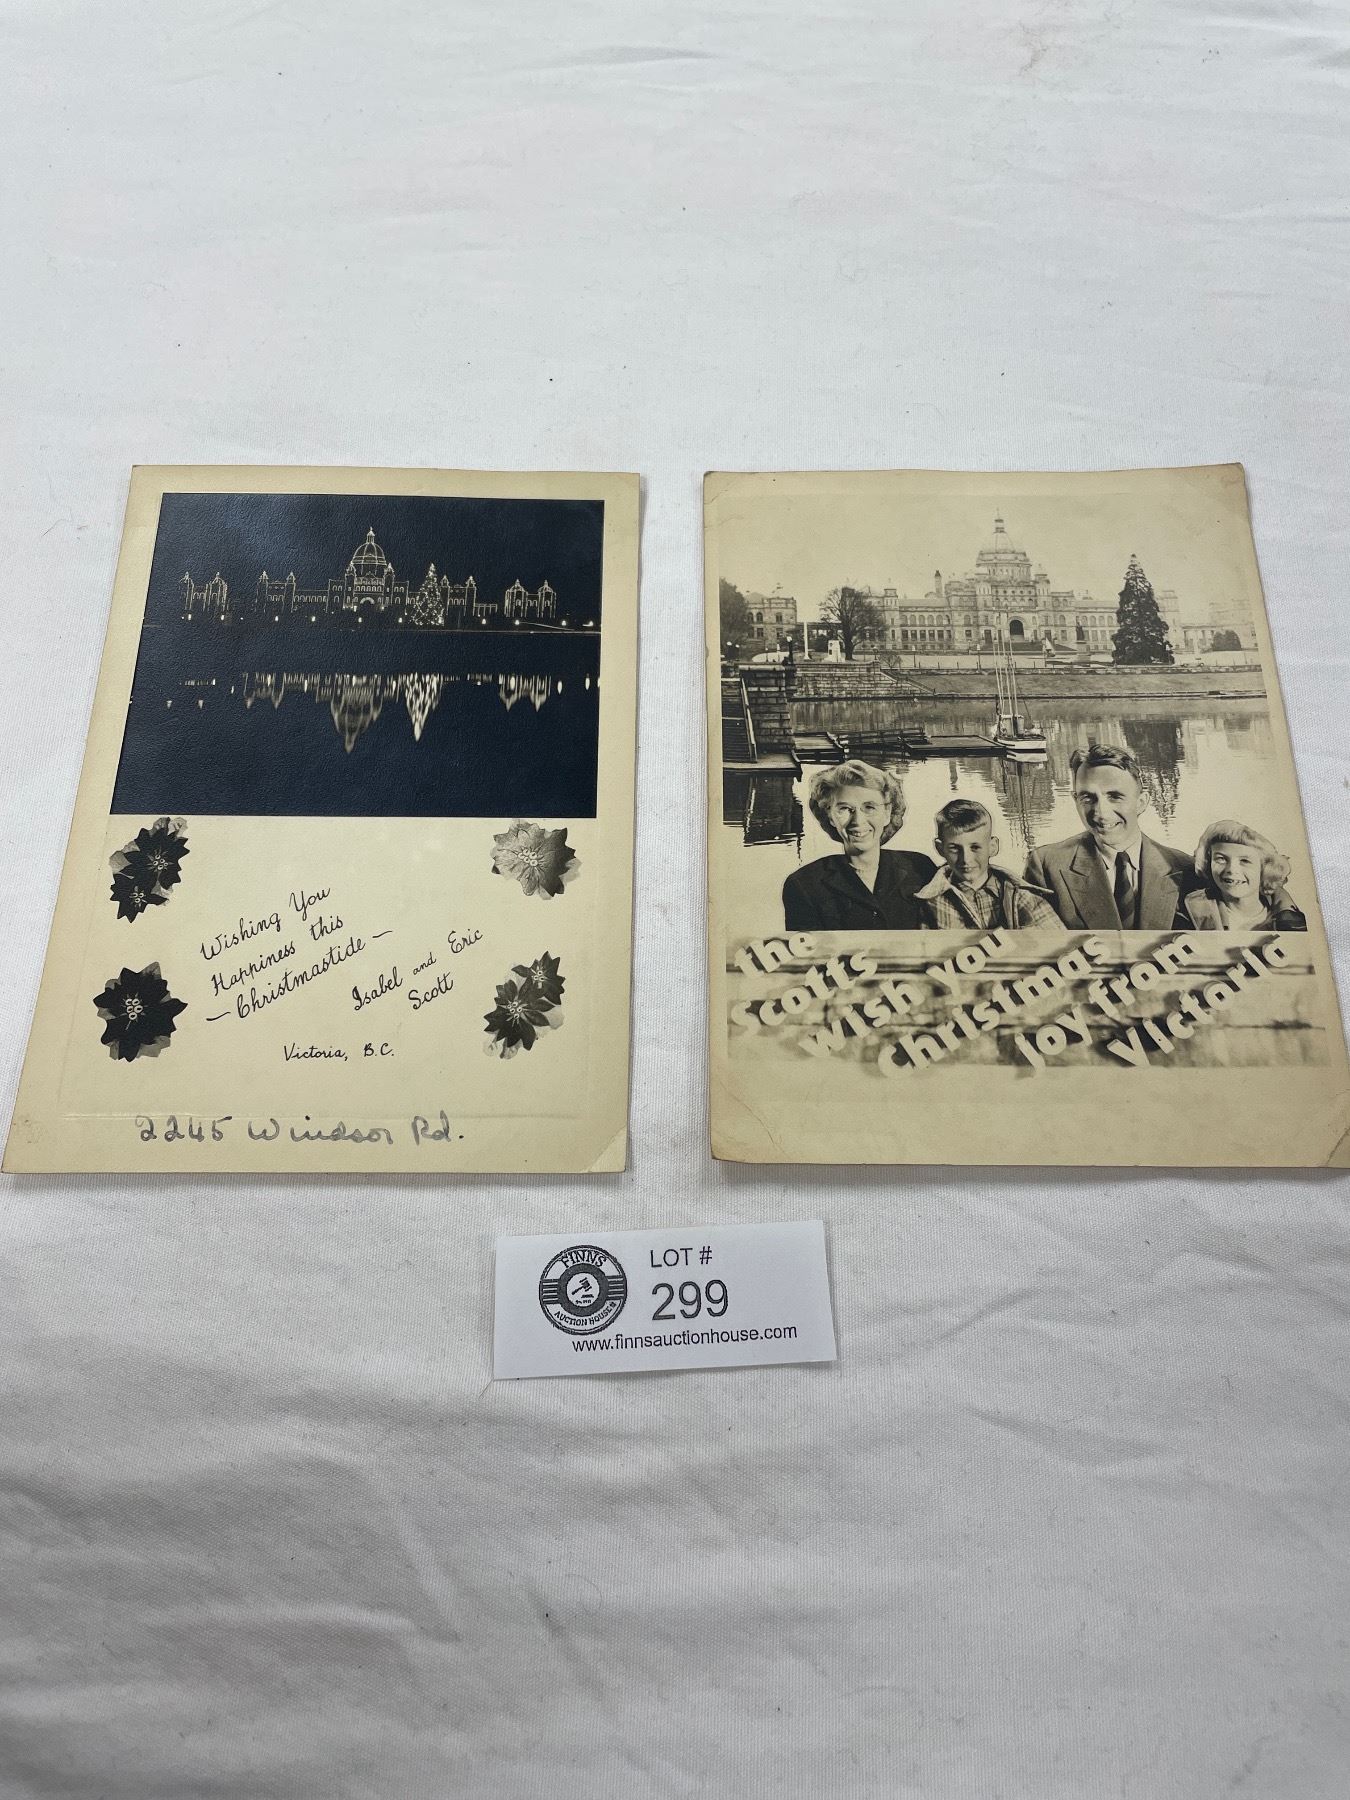 Wishing You
Happiness this
— Christmastide —
Isabel and Eric
Scott
Victoria, B.C.
2245 Windsor Rd.
the
Scotts
wish you
Christmas
joy from
Victoria
FINNS
AUCTION HOUSE
LOT #
299
www.finnsauctionhouse.com